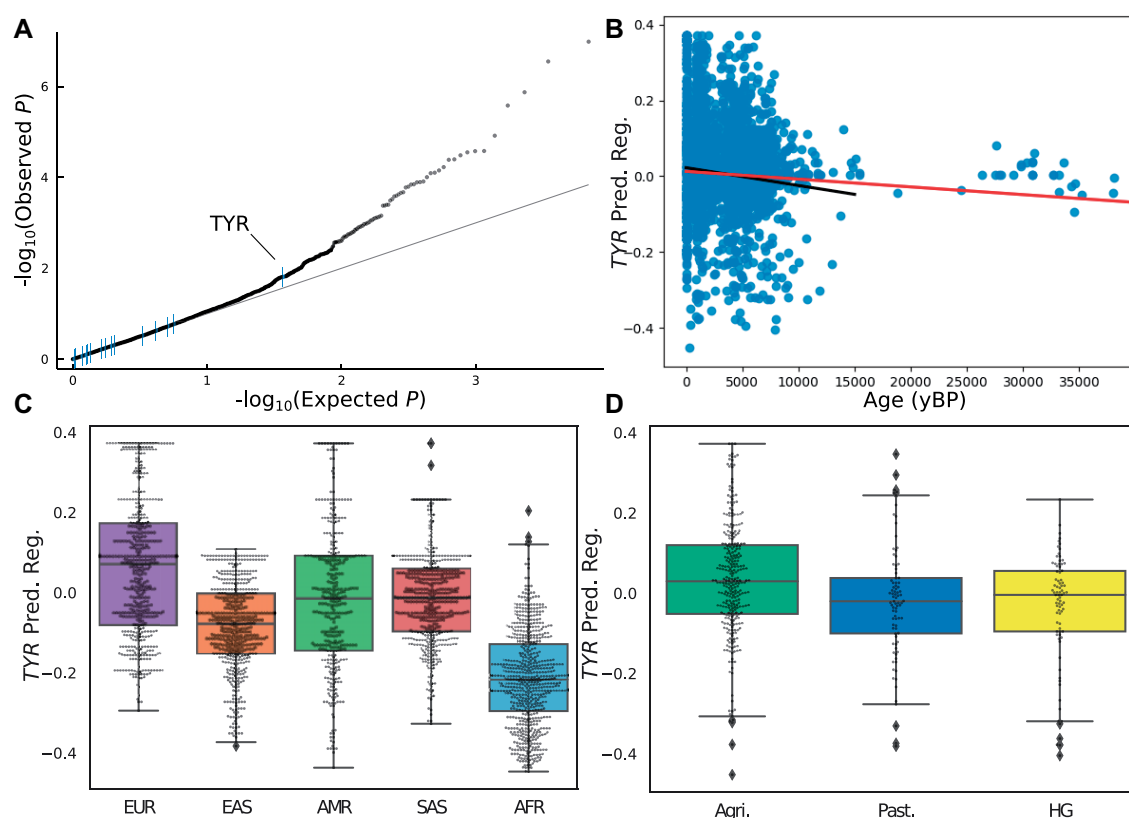 A
6
4
2
0
-log10(Observed P)
TYR
0
1
2
3
-log10(Expected P)
B
0.4
0.2
0.0
−0.2
−0.4
TYR Pred. Reg.
0
5000
10000
15000
20000
25000
30000
35000
Age (yBP)
C
0.4
0.2
0.0
−0.2
−0.4
TYR Pred. Reg.
EUR
EAS
AMR
SAS
AFR
D
0.4
0.2
0.0
−0.2
−0.4
TYR Pred. Reg.
Agri.
Past.
HG